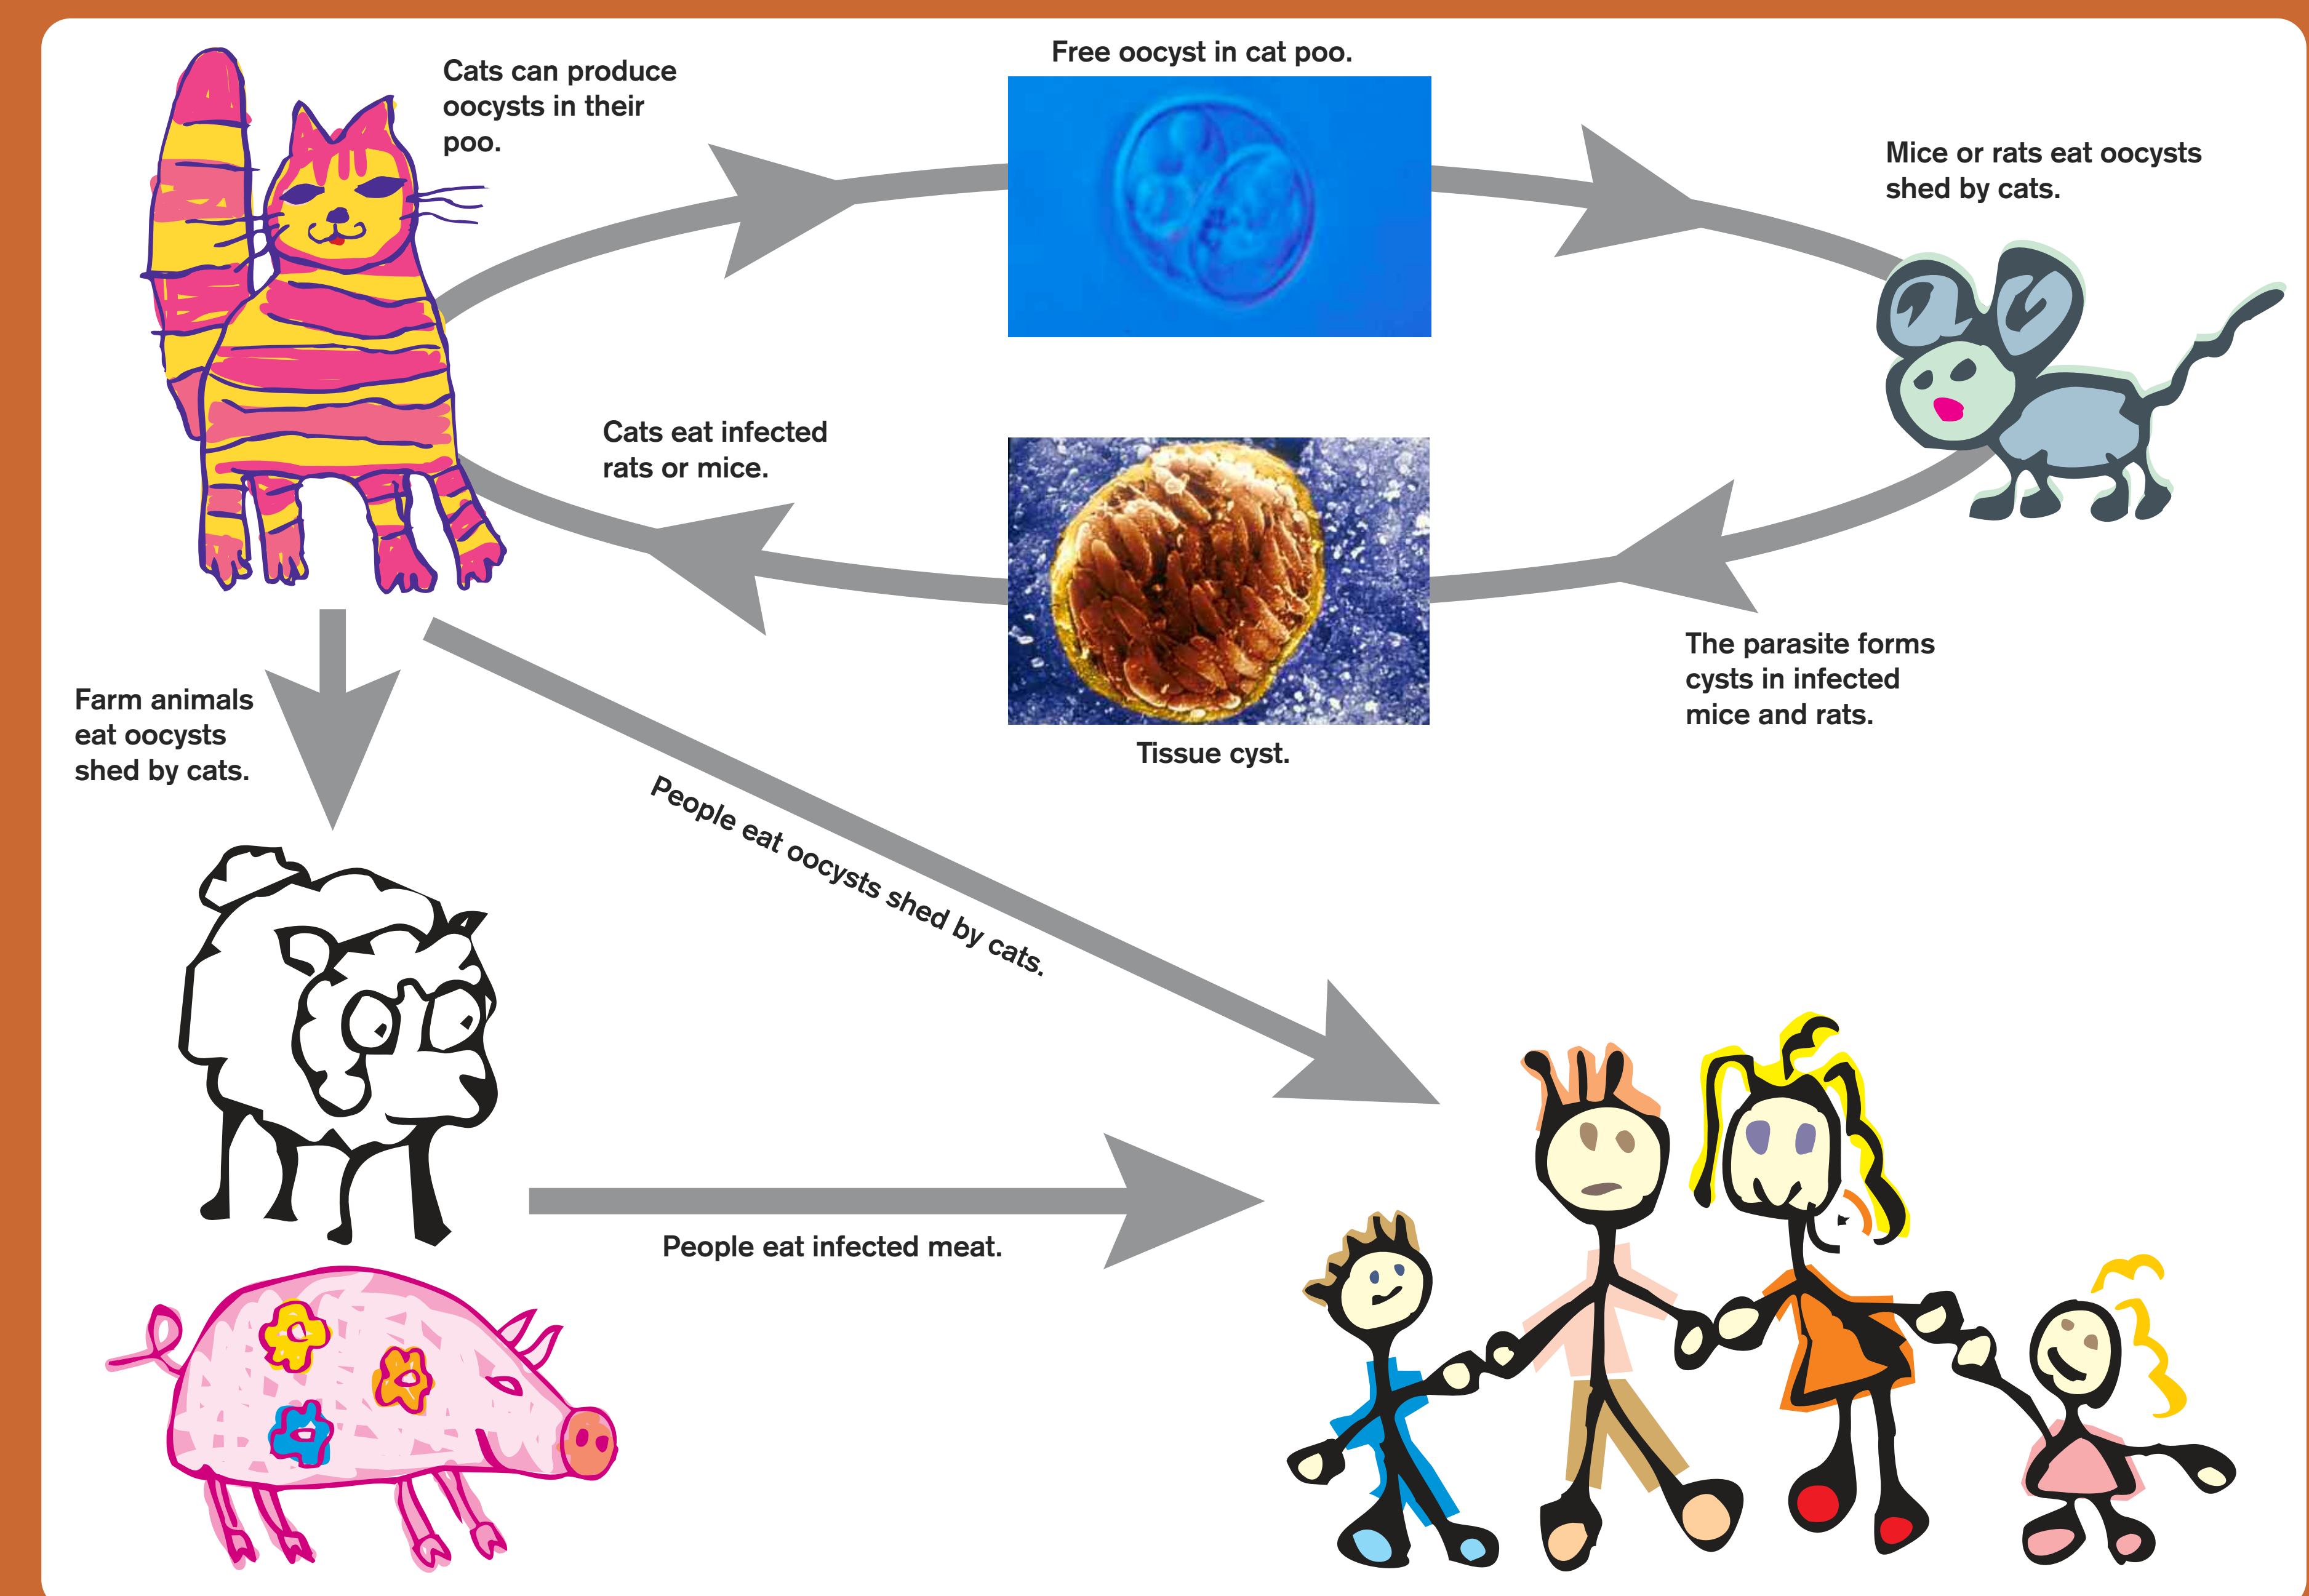 Cats can produce
oocysts in their
poo.
Free oocyst in cat poo.
Mice or rats eat oocysts
shed by cats.
Cats eat infected
rats or mice.
The parasite forms
cysts in infected
mice and rats.
Tissue cyst.
Farm animals
eat oocysts
shed by cats.
People eat oocysts shed by cats.
People eat infected meat.